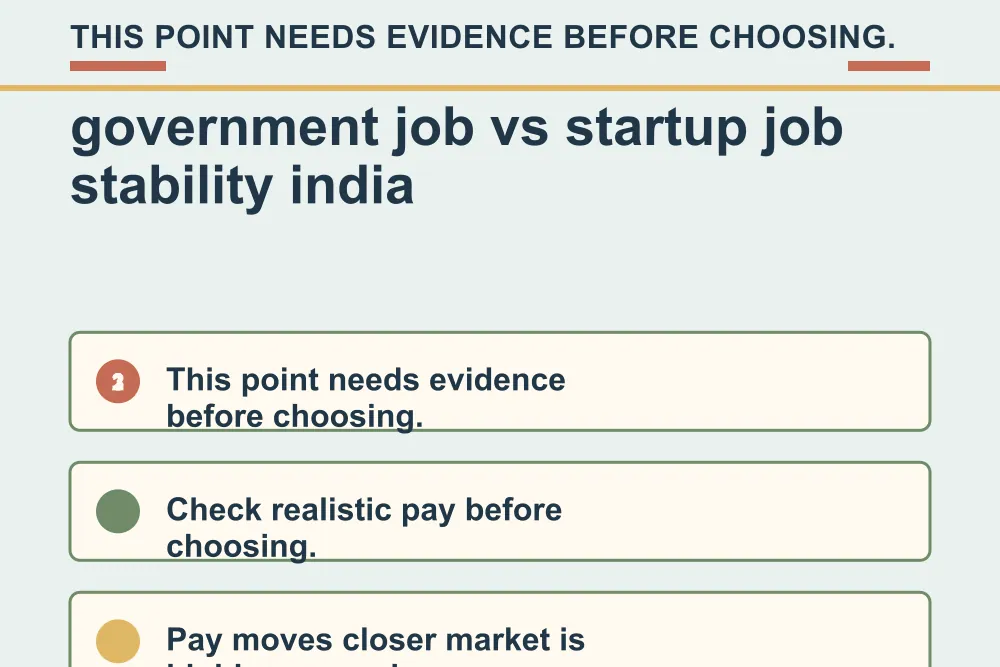 THIS POINT NEEDS EVIDENCE BEFORE CHOOSING.
government job vs startup job
stability india
This point needs evidence
before choosing.
Check realistic pay before
choosing.
Pay moves closer market is